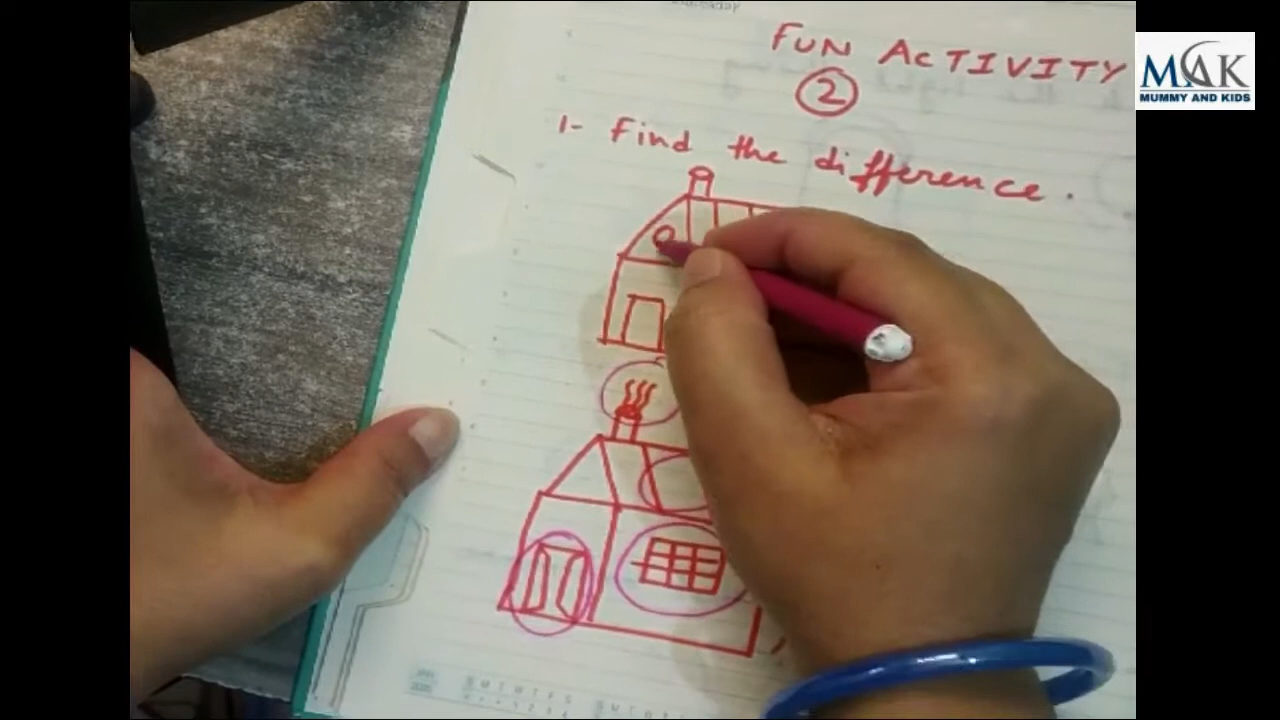 FUN ACTIVITY
2
1- Find the difference.
MAK
MUMMY AND KIDS